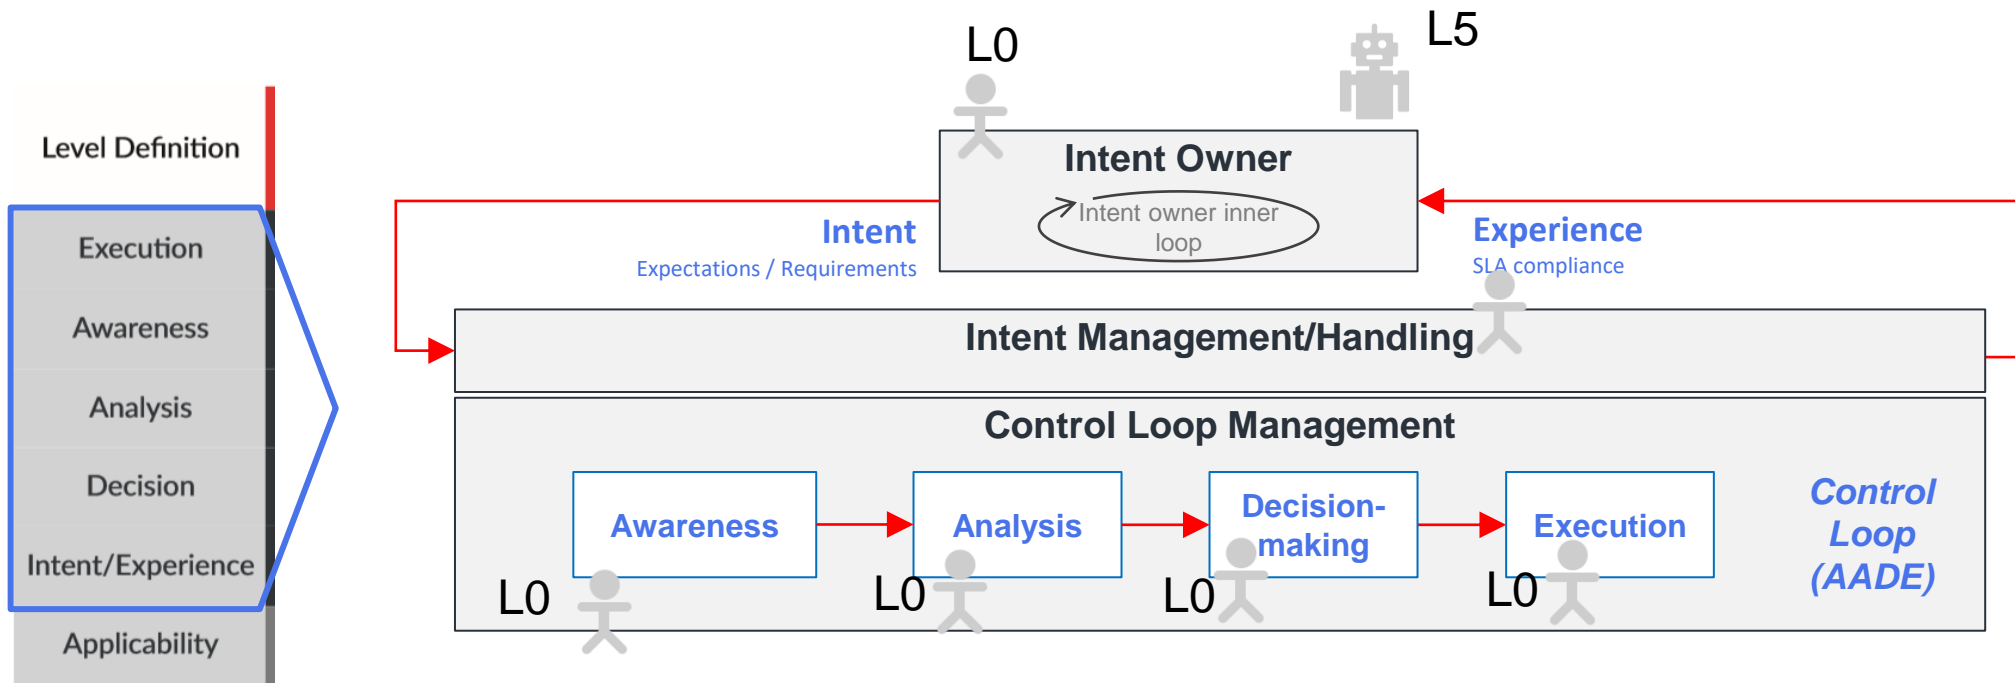 Level Definition
Execution
Awareness
Analysis
Decision
Intent/Experience
Applicability
L0
L5
Intent Owner
Intent owner inner
loop
Intent
Expectations / Requirements
Experience
SLA compliance
Intent Management/Handling
Control Loop Management
Awareness
Analysis
Decision-
making
Execution
Control
Loop
(AADE)
L0
L0
L0
L0